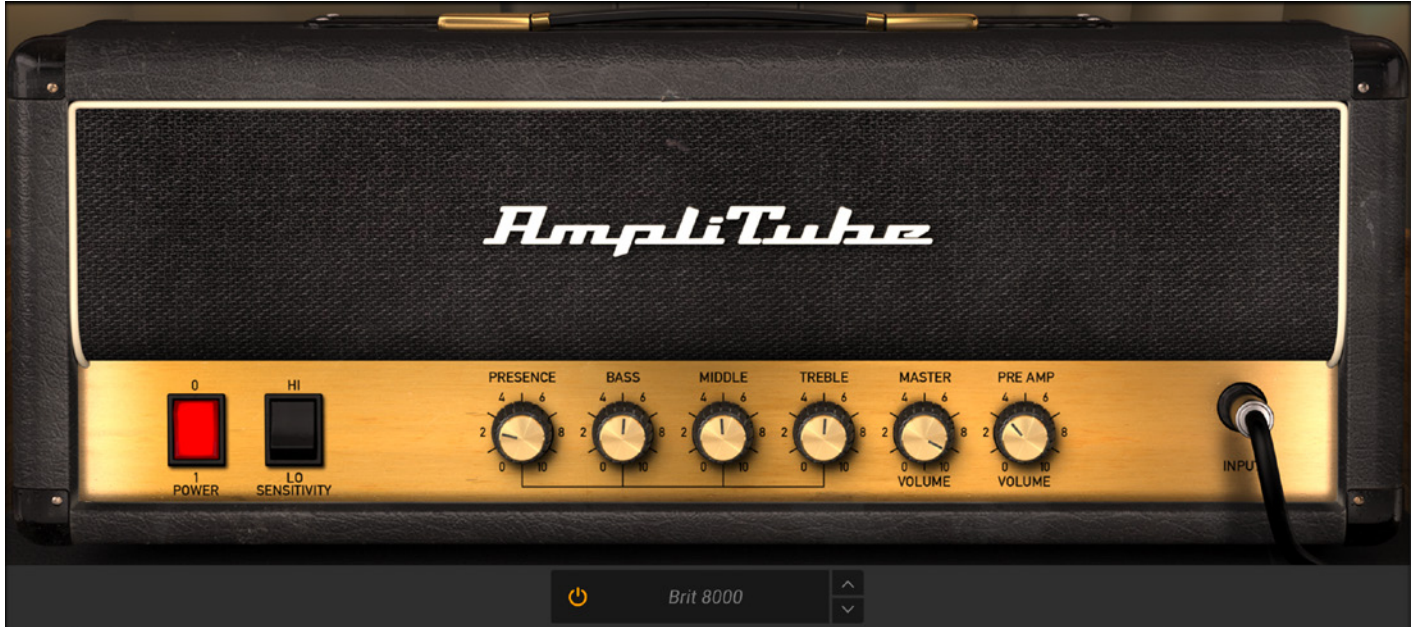 AmpliTube
0 HI PRESENCE BASS MIDDLE TREBLE MASTER PRE AMP
4 6 4 6 4 6 4 6 4 6 4 6
2 8 2 8 2 8 2 8 2 8 2 8
0 10 0 10 0 10 0 10 0 10 0 10
1 LO VOLUME VOLUME INPUT
POWER SENSITIVITY
Brit 8000